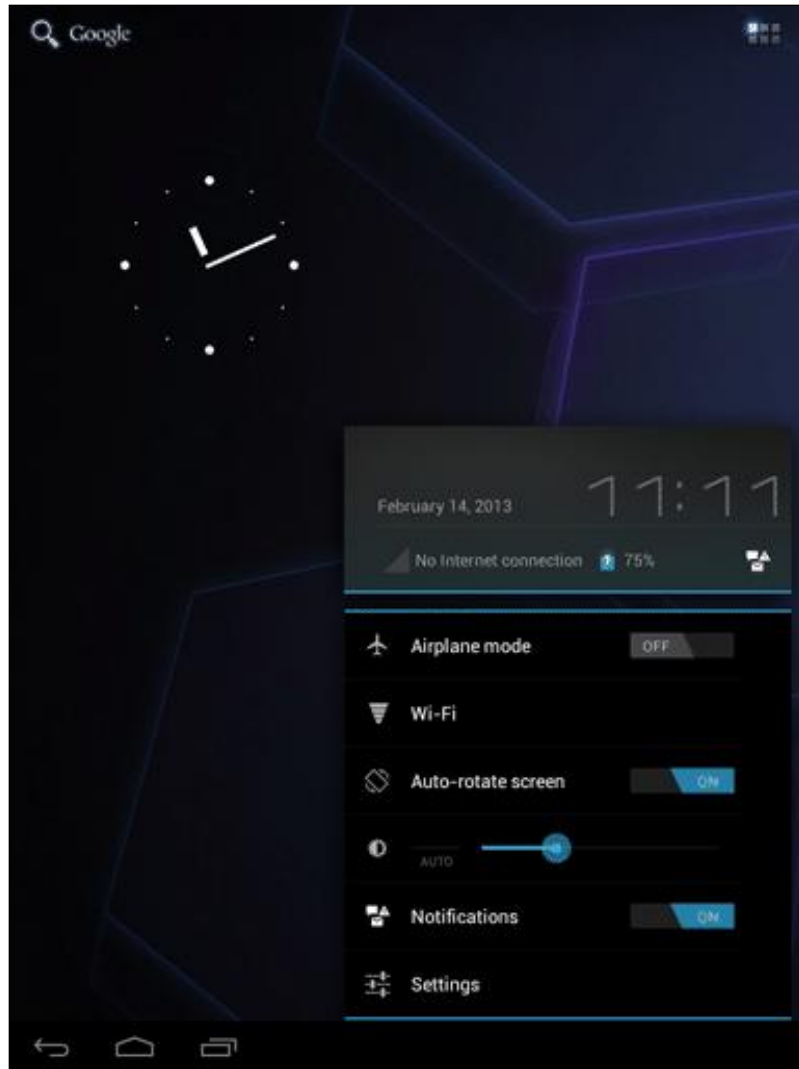 Google
February 14, 2013 11:11
No Internet connection 75%
Airplane mode OFF
Wi-Fi
Auto-rotate screen ON
AUTO
Notifications ON
Settings